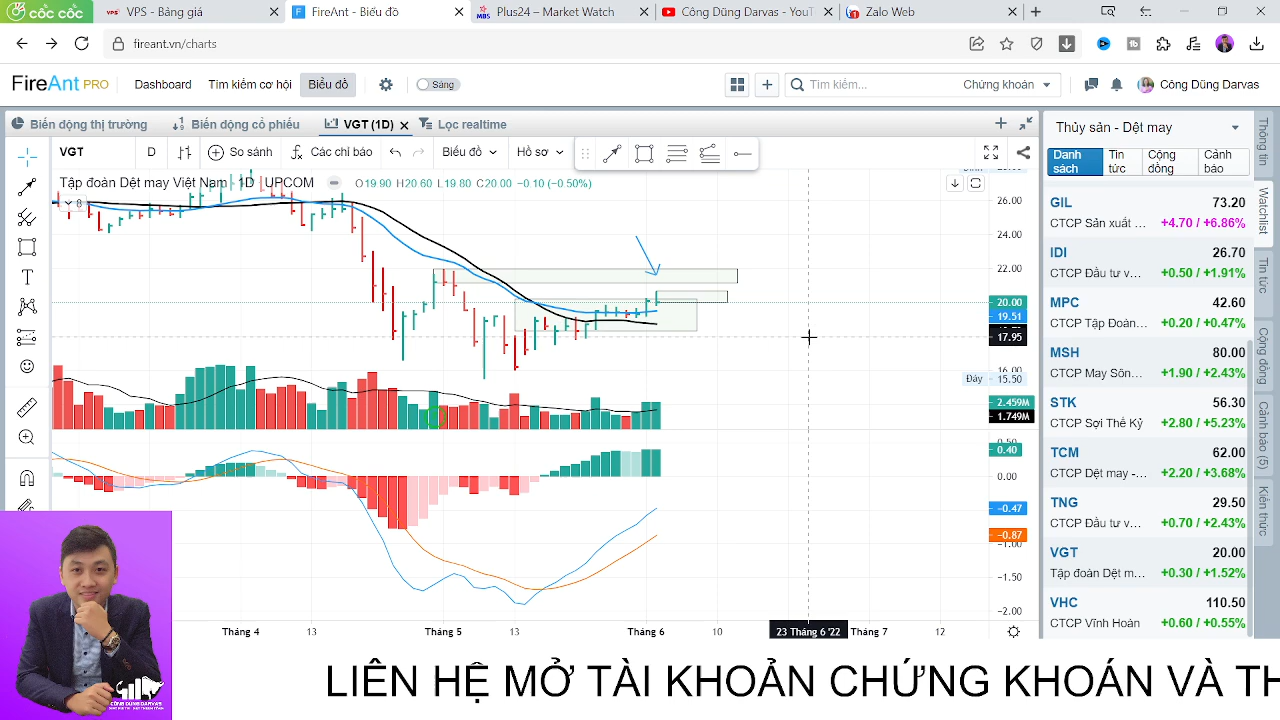 cốc cốc
VPS - Bảng giá
FireAnt - Biểu đồ
Plus24 – Market Watch
Công Dũng Darvas - YouT
Zalo Web
fireant.vn/charts
FireAnt PRO
Dashboard
Tìm kiếm cơ hội
Biểu đồ
Sáng
Tìm kiếm...
Chứng khoán
Công Dũng Darvas
Biến động thị trường
Biến động cổ phiếu
VGT (1D)
Lọc realtime
VGT
D
So sánh
Các chỉ báo
Biểu đồ
Hồ sơ
Tập đoàn Dệt may Việt Nam 1D UPCOM
O19.90 H20.60 L19.80 C20.00 −0.10 (−0.50%)
8
26.00
24.00
22.00
20.00
19.51
17.95
16.00
Đáy 15.50
2.459M
1.749M
0.50
0.40
0.00
−0.47
−0.87
−1.00
−1.50
−2.00
Tháng 4
13
Tháng 5
13
Tháng 6
10
23 Tháng 6 '22
Tháng 7
12
Thủy sản - Dệt may
Danh sách
Tin tức
Cộng đồng
Cảnh báo
GIL 73.20
CTCP Sản xuất ... +4.70 / +6.86%
IDI 26.70
CTCP Đầu tư v... +0.50 / +1.91%
MPC 42.60
CTCP Tập Đoàn... +0.20 / +0.47%
MSH 80.00
CTCP May Sôn... +1.90 / +2.43%
STK 56.30
CTCP Sợi Thế Kỷ +2.80 / +5.23%
TCM 62.00
CTCP Dệt may -... +2.20 / +3.68%
TNG 29.50
CTCP Đầu tư v... +0.70 / +2.43%
VGT 20.00
Tập đoàn Dệt m... +0.30 / +1.52%
VHC 110.50
CTCP Vĩnh Hoàn +0.60 / +0.55%
Thông tin
Watchlist
Tin tức
Cộng đồng
Cảnh báo (5)
Kiến thức
CÔNG DŨNG DARVAS
LIÊN HỆ MỞ TÀI KHOẢN CHỨNG KHOÁN VÀ TH